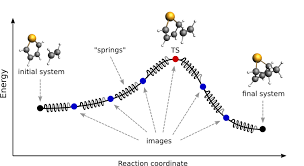 "springs"
TS
initial system
final system
images
Energy
Reaction coordinate